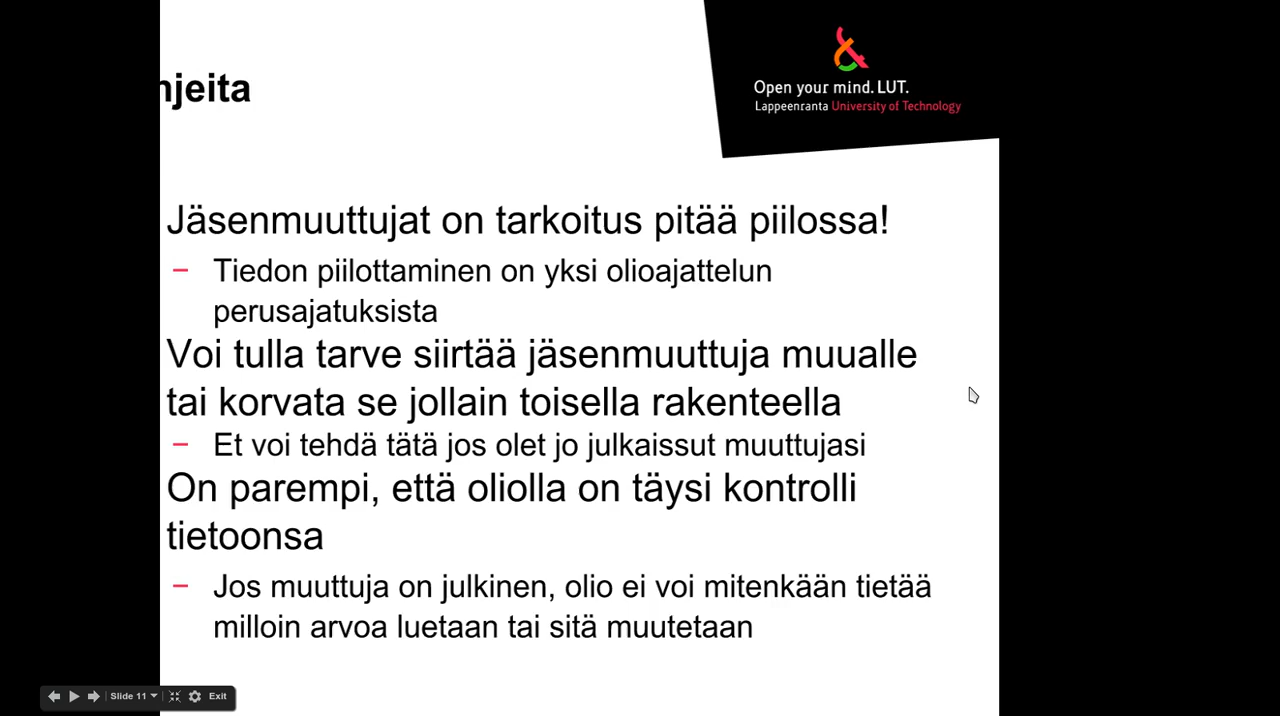 njeita
Open your mind. LUT.
Lappeenranta University of Technology
Jäsenmuuttujat on tarkoitus pitää piilossa!
– Tiedon piilottaminen on yksi olioajattelun
perusajatuksista
Voi tulla tarve siirtää jäsenmuuttuja muualle
tai korvata se jollain toisella rakenteella
– Et voi tehdä tätä jos olet jo julkaissut muuttujasi
On parempi, että oliolla on täysi kontrolli
tietoonsa
– Jos muuttuja on julkinen, olio ei voi mitenkään tietää
milloin arvoa luetaan tai sitä muutetaan
Slide 11 Exit